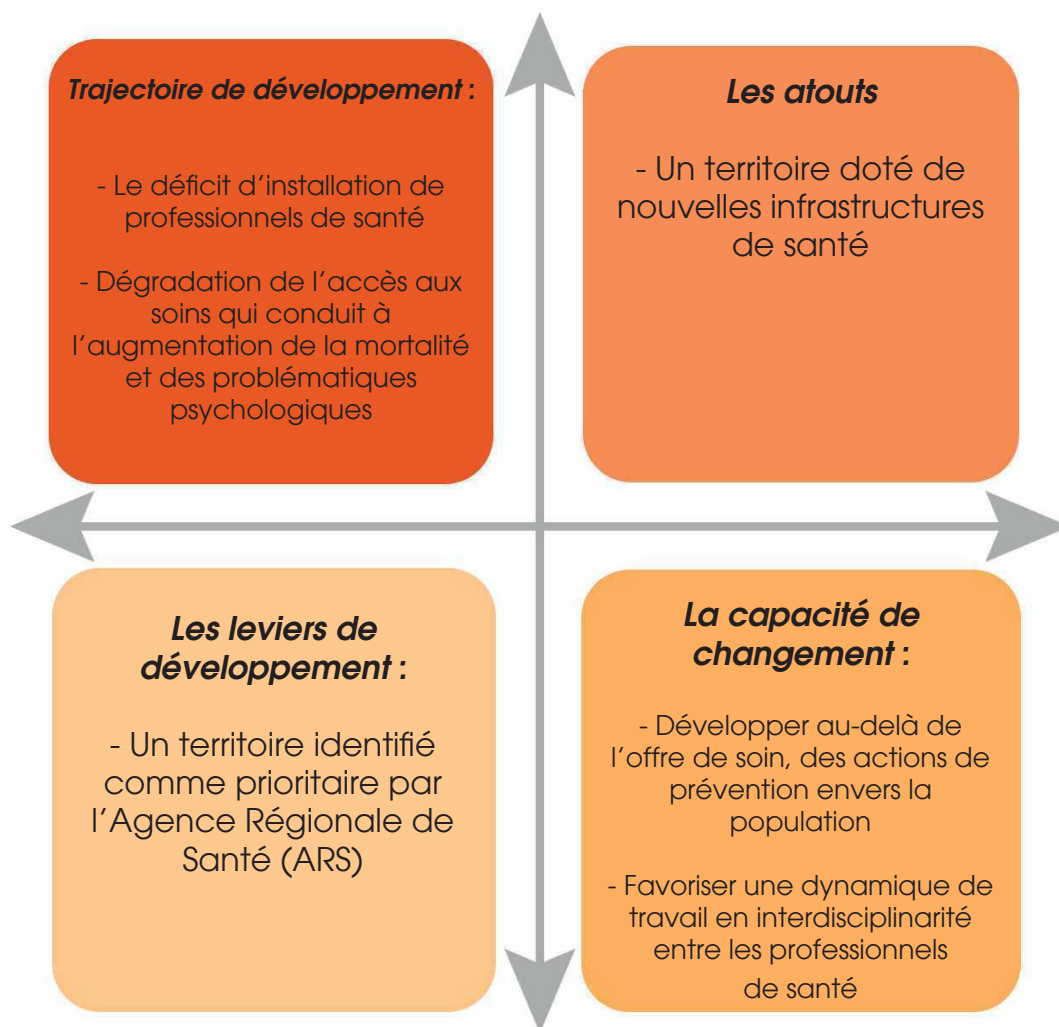 Trajectoire de développement :
- Le déficit d'installation de
professionnels de santé
- Dégradation de l'accès aux
soins qui conduit à
l'augmentation de la mortalité
et des problématiques
psychologiques
Les atouts
- Un territoire doté de
nouvelles infrastructures
de santé
Les leviers de
développement :
- Un territoire identifié
comme prioritaire par
l'Agence Régionale de
Santé (ARS)
La capacité de
changement :
- Développer au-delà de
l'offre de soin, des actions de
prévention envers la
population
- Favoriser une dynamique de
travail en interdisciplinarité
entre les professionnels
de santé